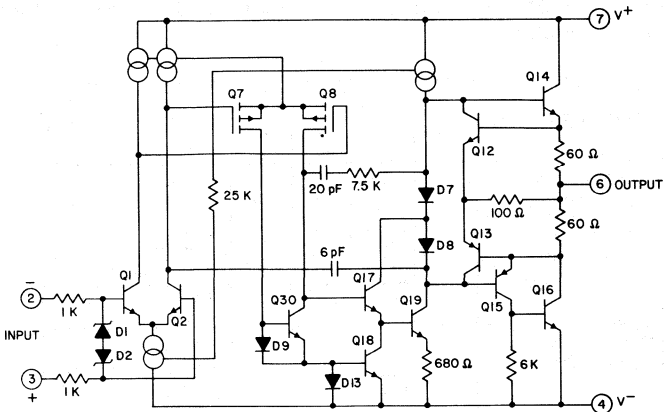 7 V+
Q14
Q7
Q8
Q12
60 Ω
6 OUTPUT
20 pF
7.5 K
25 K
D7
100 Ω
60 Ω
Q13
D8
6 pF
Q1
Q17
− 2
Q30
Q19
Q15
Q16
1 K
D1
Q2
INPUT
D9
Q18
D2
680 Ω
6 K
3 +
D13
1 K
4 V−